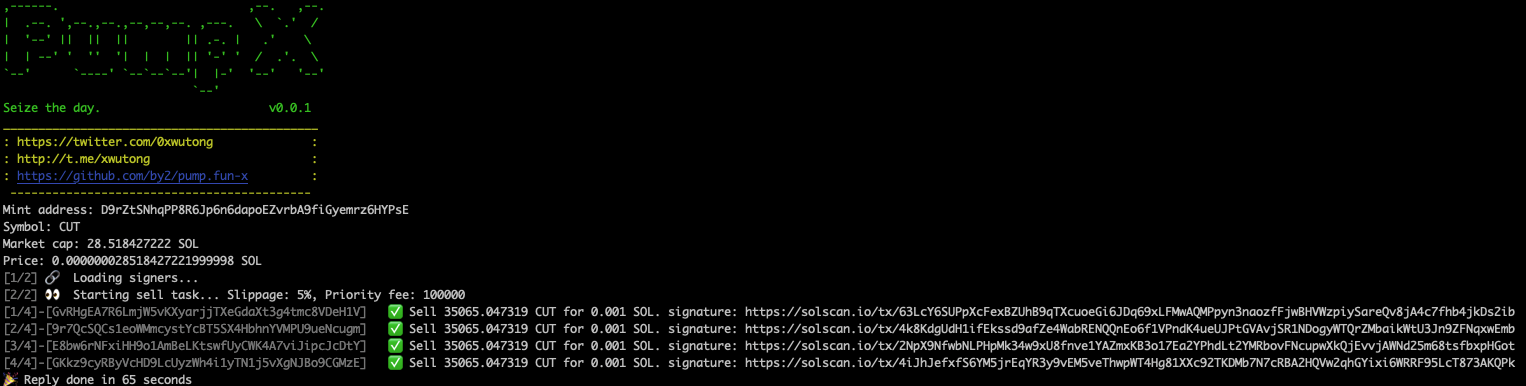 PumpX
Seize the day. v0.0.1
: https://twitter.com/0xwutong :
: http://t.me/xwutong :
: https://github.com/by2/pump.fun-x :
Mint address: D9rZtSNhqPP8R6Jp6n6dapoEZvrbA9fiGyemrz6HYPsE
Symbol: CUT
Market cap: 28.518427222 SOL
Price: 0.000000028518427221999998 SOL
[1/2] 🔗 Loading signers...
[2/2] 👀 Starting sell task... Slippage: 5%, Priority fee: 100000
[1/4]-[GvRHgEA7R6LmjW5vKXyarjjTXeGdaXt3g4tmc8VDeH1V] ✅ Sell 35065.047319 CUT for 0.001 SOL. signature: https://solscan.io/tx/63LcY6SUPpXcFexBZUhB9qTXcuoeGi6JDq69xLFMwAQMPpyn3naozfFjwBHVWzpiySareQv8jA4c7fhb4jkDs2ib
[2/4]-[9r7QcSQCs1eoWMmcystYcBT5SX4HbhnYVMPU9ueNcugm] ✅ Sell 35065.047319 CUT for 0.001 SOL. signature: https://solscan.io/tx/4k8KdgUdH1ifEkssd9afZe4WabRENQQnEo6f1VPndK4ueUJPtGVAvjSR1NDogyWTQrZMbaikWtU3Jn9ZFNqxwEmb
[3/4]-[E8bw6rNFxiHH9o1AmBeLKtswfUyCWK4A7viJipcJcDtY] ✅ Sell 35065.047319 CUT for 0.001 SOL. signature: https://solscan.io/tx/2NpX9NfwbNLPHpMk34w9xU8fnve1YAZmxKB3o17Ea2YPhdLt2YMRbovFNcupwXkQjEvvjAWNd25m68tsfbxpHGot
[4/4]-[GKkz9cyRByVcHD9LcUyzWh4i1yTN1j5vXgNJBo9CGMzE] ✅ Sell 35065.047319 CUT for 0.001 SOL. signature: https://solscan.io/tx/4iJhJefxfS6YM5jrEqYR3y9vEM5veThwpWT4Hg81XXc92TKDMb7N7cRBA2HQVw2qhGYixi6WRRF95LcT873AKQPk
🎉 Reply done in 65 seconds